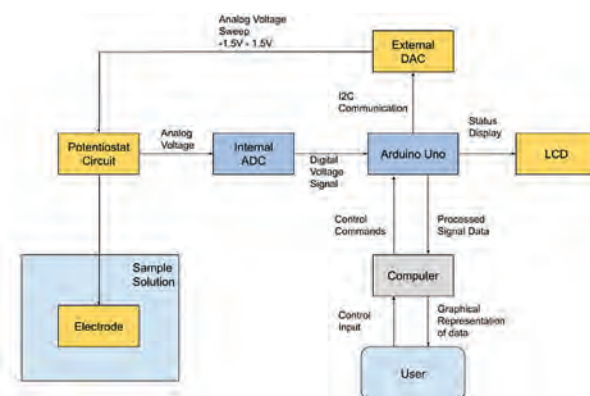 Analog Voltage
Sweep
-1.5V - 1.5V
External
DAC
I2C
Communication
Status
Display
Potentiostat
Circuit
Analog
Voltage
Internal
ADC
Digital
Voltage
Signal
Arduino Uno
LCD
Control
Commands
Processed
Signal Data
Sample
Solution
Computer
Electrode
Control
Input
Graphical
Representation
of data
User